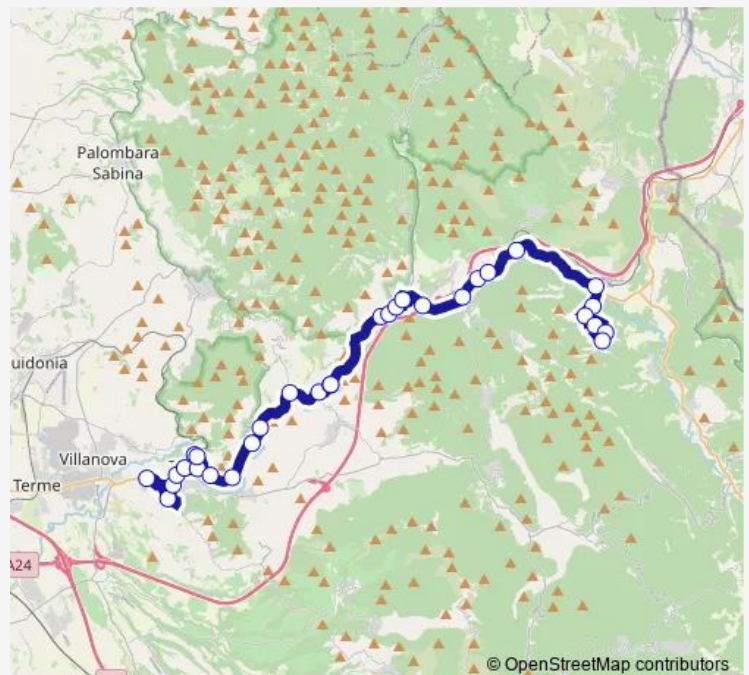 Palombara
Sabina
uidonia
Villanova
Terme
A24
© OpenStreetMap contributors